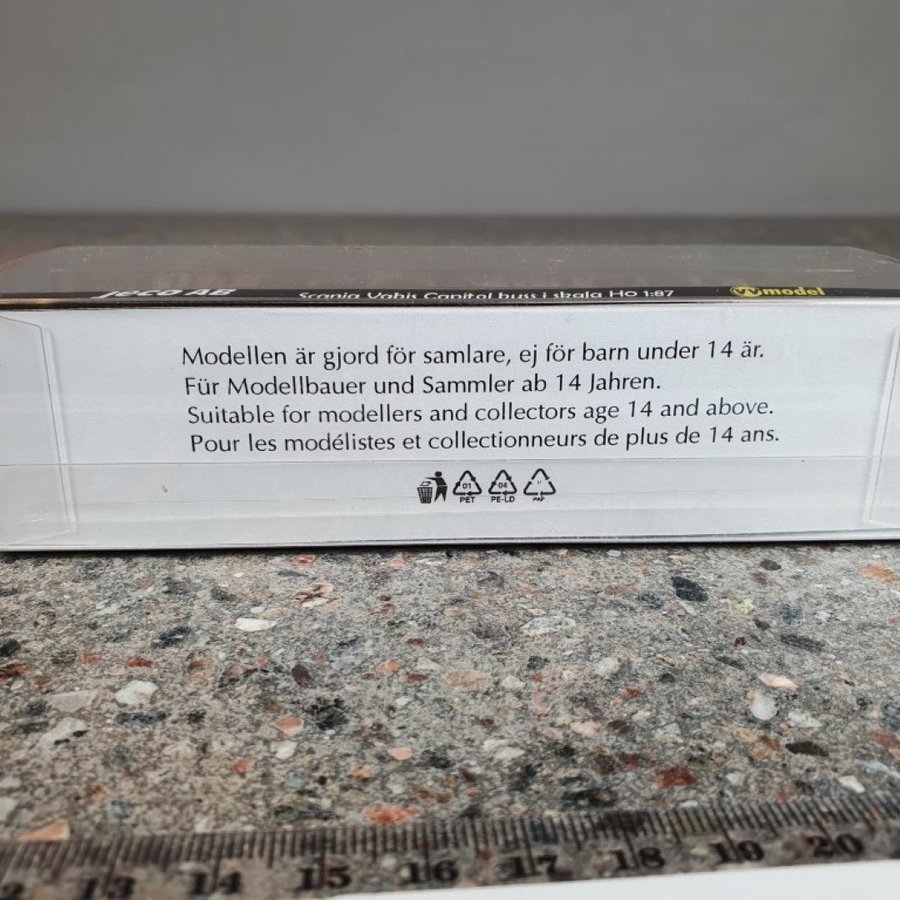 Jeco AB Scania Vabis Capitol buss i skala H0 1:87 VVmodel
Modellen är gjord för samlare, ej för barn under 14 är.
Für Modellbauer und Sammler ab 14 Jahren.
Suitable for modellers and collectors age 14 and above.
Pour les modélistes et collectionneurs de plus de 14 ans.
01 04
PET PE-LD PAP
13 14 15 16 17 18 19 20